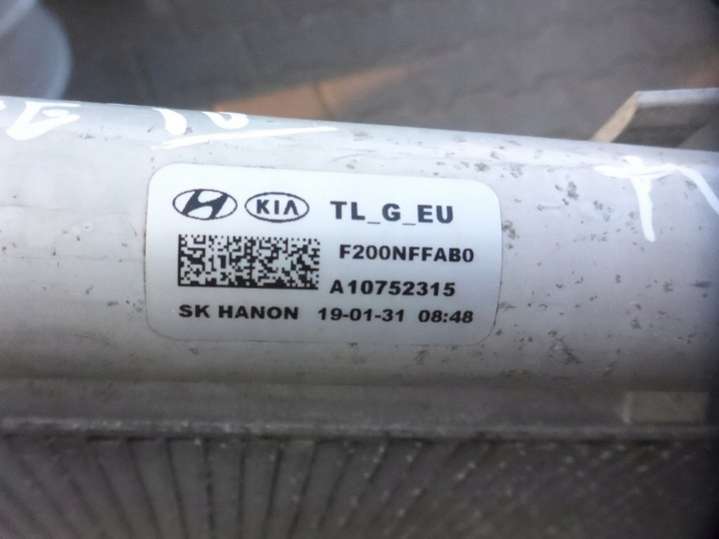 KIA TL_G_EU
F200NFFAB0
A10752315
SK HANON 19-01-31 08:48